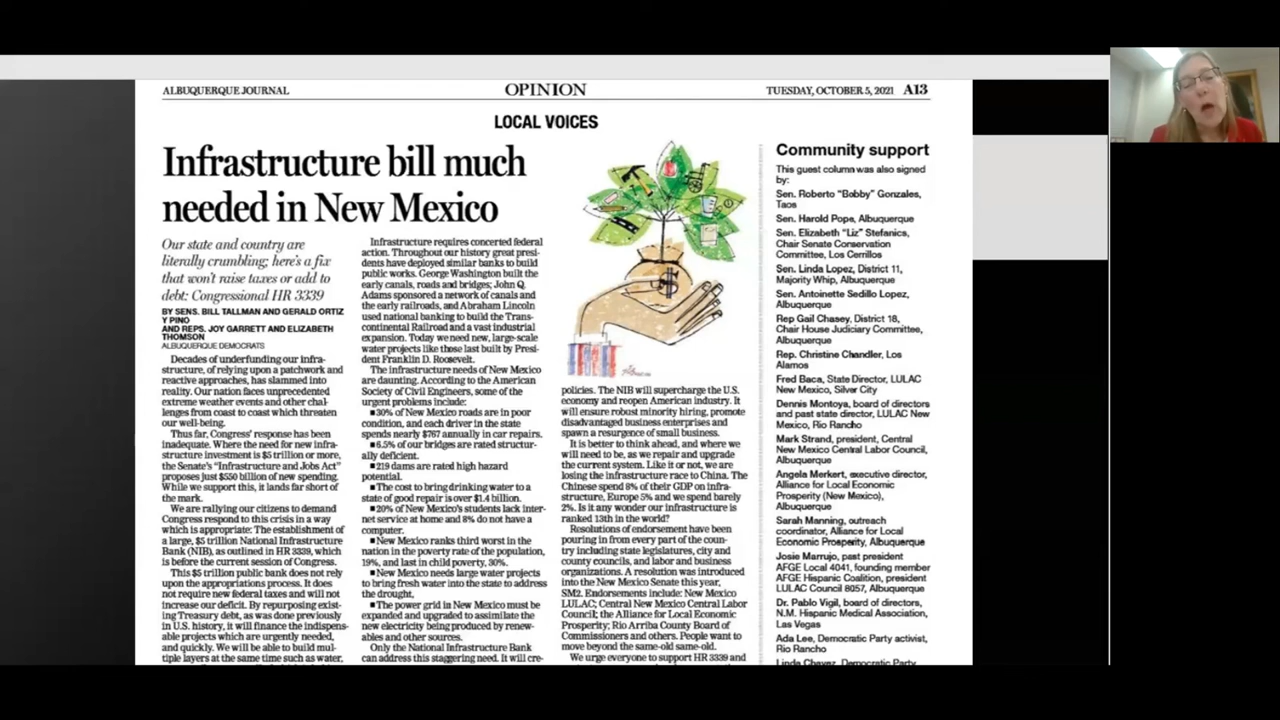 ALBUQUERQUE JOURNAL
OPINION
TUESDAY, OCTOBER 5, 2021 A13
LOCAL VOICES
Infrastructure bill much
needed in New Mexico
Our state and country are
literally crumbling; here's a fix
that won't raise taxes or add to
debt: Congressional HR 3339
BY SENS. BILL TALLMAN AND GERALD ORTIZ
Y PINO
AND REPS. JOY GARRETT AND ELIZABETH
THOMSON
ALBUQUERQUE DEMOCRATS
Decades of underfunding our infra-
structure, of relying upon a patchwork and
reactive approaches, has slammed into
reality. Our nation faces unprecedented
extreme weather events and other chal-
lenges from coast to coast which threaten
our well-being.
Thus far, Congress' response has been
inadequate. Where the need for new infra-
structure investment is $5 trillion or more,
the Senate's "Infrastructure and Jobs Act"
proposes just $550 billion of new spending.
While we support this, it lands far short of
the mark.
We are rallying our citizens to demand
Congress respond to this crisis in a way
which is appropriate: The establishment of
a large, $5 trillion National Infrastructure
Bank (NIB), as outlined in HR 3339, which
is before the current session of Congress.
This $5 trillion public bank does not rely
upon the appropriations process. It does
not require new federal taxes and will not
increase our deficit. By repurposing exist-
ing Treasury debt, as was done previously
in U.S. history, it will finance the indispens-
able projects which are urgently needed,
and quickly. We will be able to build mul-
tiple layers at the same time such as water,
Infrastructure requires concerted federal
action. Throughout our history great presi-
dents have deployed similar banks to build
public works. George Washington built the
early canals, roads and bridges; John Q.
Adams sponsored a network of canals and
the early railroads, and Abraham Lincoln
used national banking to build the Trans-
continental Railroad and a vast industrial
expansion. Today we need new, large-scale
water projects like those last built by Presi-
dent Franklin D. Roosevelt.
The infrastructure needs of New Mexico
are daunting. According to the American
Society of Civil Engineers, some of the
urgent problems include:
■ 30% of New Mexico roads are in poor
condition, and each driver in the state
spends nearly $767 annually in car repairs.
■ 6.5% of our bridges are rated structur-
ally deficient.
■ 219 dams are rated high hazard
potential.
■ The cost to bring drinking water to a
state of good repair is over $1.4 billion.
■ 20% of New Mexico's students lack inter-
net service at home and 8% do not have a
computer.
■ New Mexico ranks third worst in the
nation in the poverty rate of the population,
19%, and last in child poverty, 30%.
■ New Mexico needs large water projects
to bring fresh water into the state to address
the drought,
■ The power grid in New Mexico must be
expanded and upgraded to assimilate the
new electricity being produced by renew-
ables and other sources.
Only the National Infrastructure Bank
can address this staggering need. It will cre-
policies. The NIB will supercharge the U.S.
economy and reopen American industry. It
will ensure robust minority hiring, promote
disadvantaged business enterprises and
spawn a resurgence of small business.
It is better to think ahead, and where we
will need to be, as we repair and upgrade
the current system. Like it or not, we are
losing the infrastructure race to China. The
Chinese spend 8% of their GDP on infra-
structure, Europe 5% and we spend barely
2%. Is it any wonder our infrastructure is
ranked 13th in the world?
Resolutions of endorsement have been
pouring in from every part of the coun-
try including state legislatures, city and
county councils, and labor and business
organizations. A resolution was introduced
into the New Mexico Senate this year,
SM2. Endorsements include: New Mexico
LULAC; Central New Mexico Central Labor
Council; the Alliance for Local Economic
Prosperity; Rio Arriba County Board of
Commissioners and others. People want to
move beyond the same-old same-old.
We urge everyone to support HR 3339 and
Community support
This guest column was also signed
by:
Sen. Roberto "Bobby" Gonzales,
Taos
Sen. Harold Pope, Albuquerque
Sen. Elizabeth "Liz" Stefanics,
Chair Senate Conservation
Committee, Los Cerrillos
Sen. Linda Lopez, District 11,
Majority Whip, Albuquerque
Sen. Antoinette Sedillo Lopez,
Albuquerque
Rep Gail Chasey, District 18,
Chair House Judiciary Committee,
Albuquerque
Rep. Christine Chandler, Los
Alamos
Fred Baca, State Director, LULAC
New Mexico, Silver City
Dennis Montoya, board of directors
and past state director, LULAC New
Mexico, Rio Rancho
Mark Strand, president, Central
New Mexico Central Labor Council,
Albuquerque
Angela Merkert, executive director,
Alliance for Local Economic
Prosperity (New Mexico),
Albuquerque
Sarah Manning, outreach
coordinator, Alliance for Local
Economic Prosperity, Albuquerque
Josie Marrujo, past president
AFGE Local 4041, founding member
AFGE Hispanic Coalition, president
LULAC Council 8057, Albuquerque
Dr. Pablo Vigil, board of directors,
N.M. Hispanic Medical Association,
Las Vegas
Ada Lee, Democratic Party activist,
Rio Rancho
Linda Chavez, Democratic Party